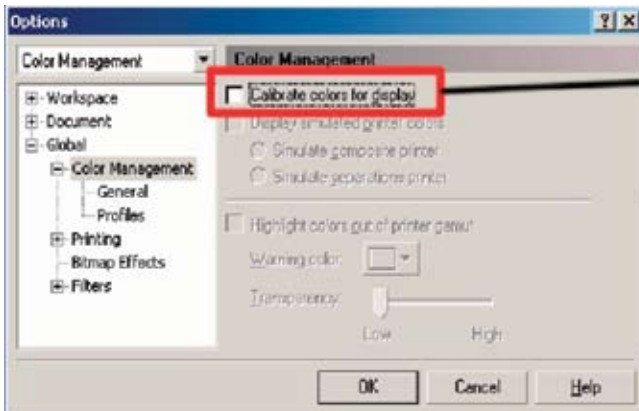 Options
Color Management
Color Management
Workspace
Document
Global
Color Management
General
Profiles
Printing
Bitmap Effects
Filters
Calibrate colors for display
Display simulated printer colors
Simulate composite printer
Simulate separations printer
Highlight colors out of printer gamut
Warning color:
Transparency:
Low High
OK Cancel Help